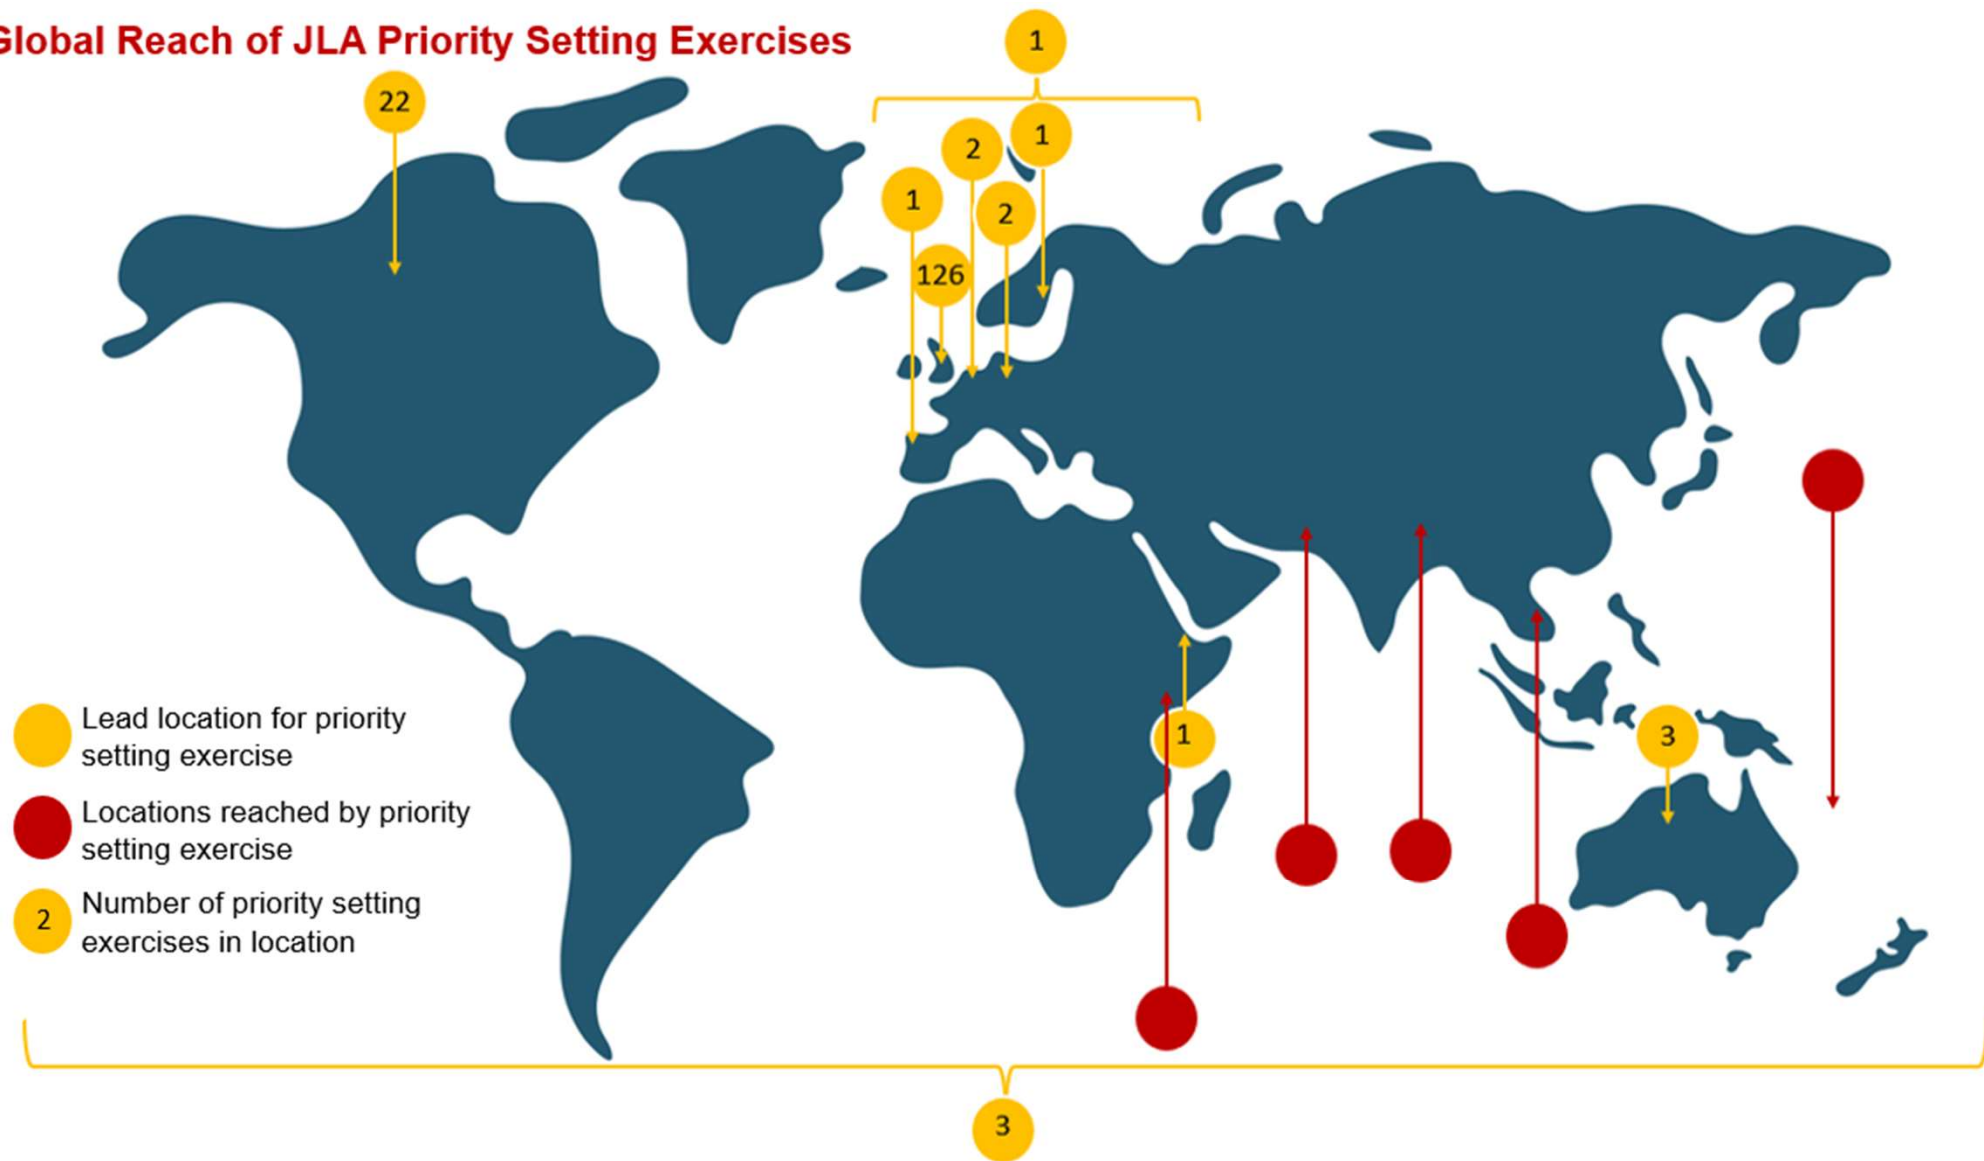 Global Reach of JLA Priority Setting Exercises
1
22
1
2
1
2
126
Lead location for priority
setting exercise
Locations reached by priority
setting exercise
2
Number of priority setting
exercises in location
1
3
3